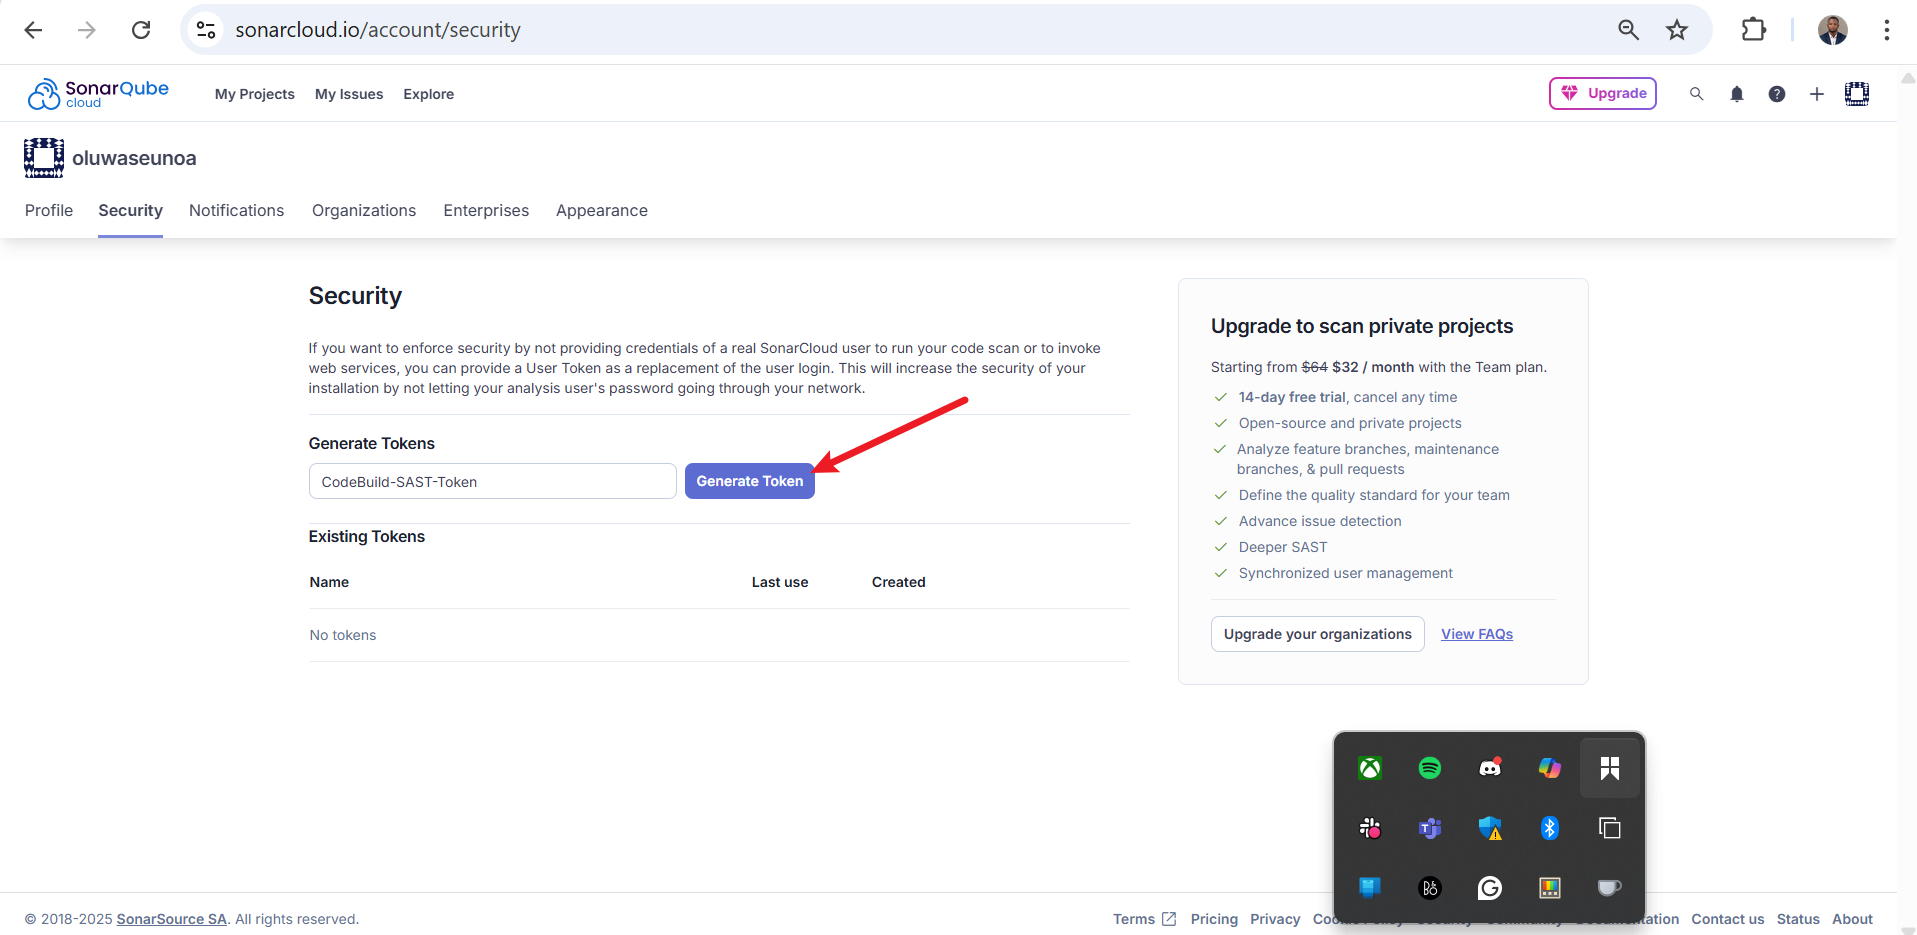 sonarcloud.io/account/security
SonarQube
cloud
My Projects My Issues Explore
Upgrade
oluwaseunoa
Profile Security Notifications Organizations Enterprises Appearance
Security
If you want to enforce security by not providing credentials of a real SonarCloud user to run your code scan or to invoke
web services, you can provide a User Token as a replacement of the user login. This will increase the security of your
installation by not letting your analysis user's password going through your network.
Generate Tokens
CodeBuild-SAST-Token
Generate Token
Existing Tokens
Name Last use Created
No tokens
Upgrade to scan private projects
Starting from $64 $32 / month with the Team plan.
14-day free trial, cancel any time
Open-source and private projects
Analyze feature branches, maintenance
branches, & pull requests
Define the quality standard for your team
Advance issue detection
Deeper SAST
Synchronized user management
Upgrade your organizations View FAQs
© 2018-2025 SonarSource SA. All rights reserved.
Terms Pricing Privacy Contact us Status About